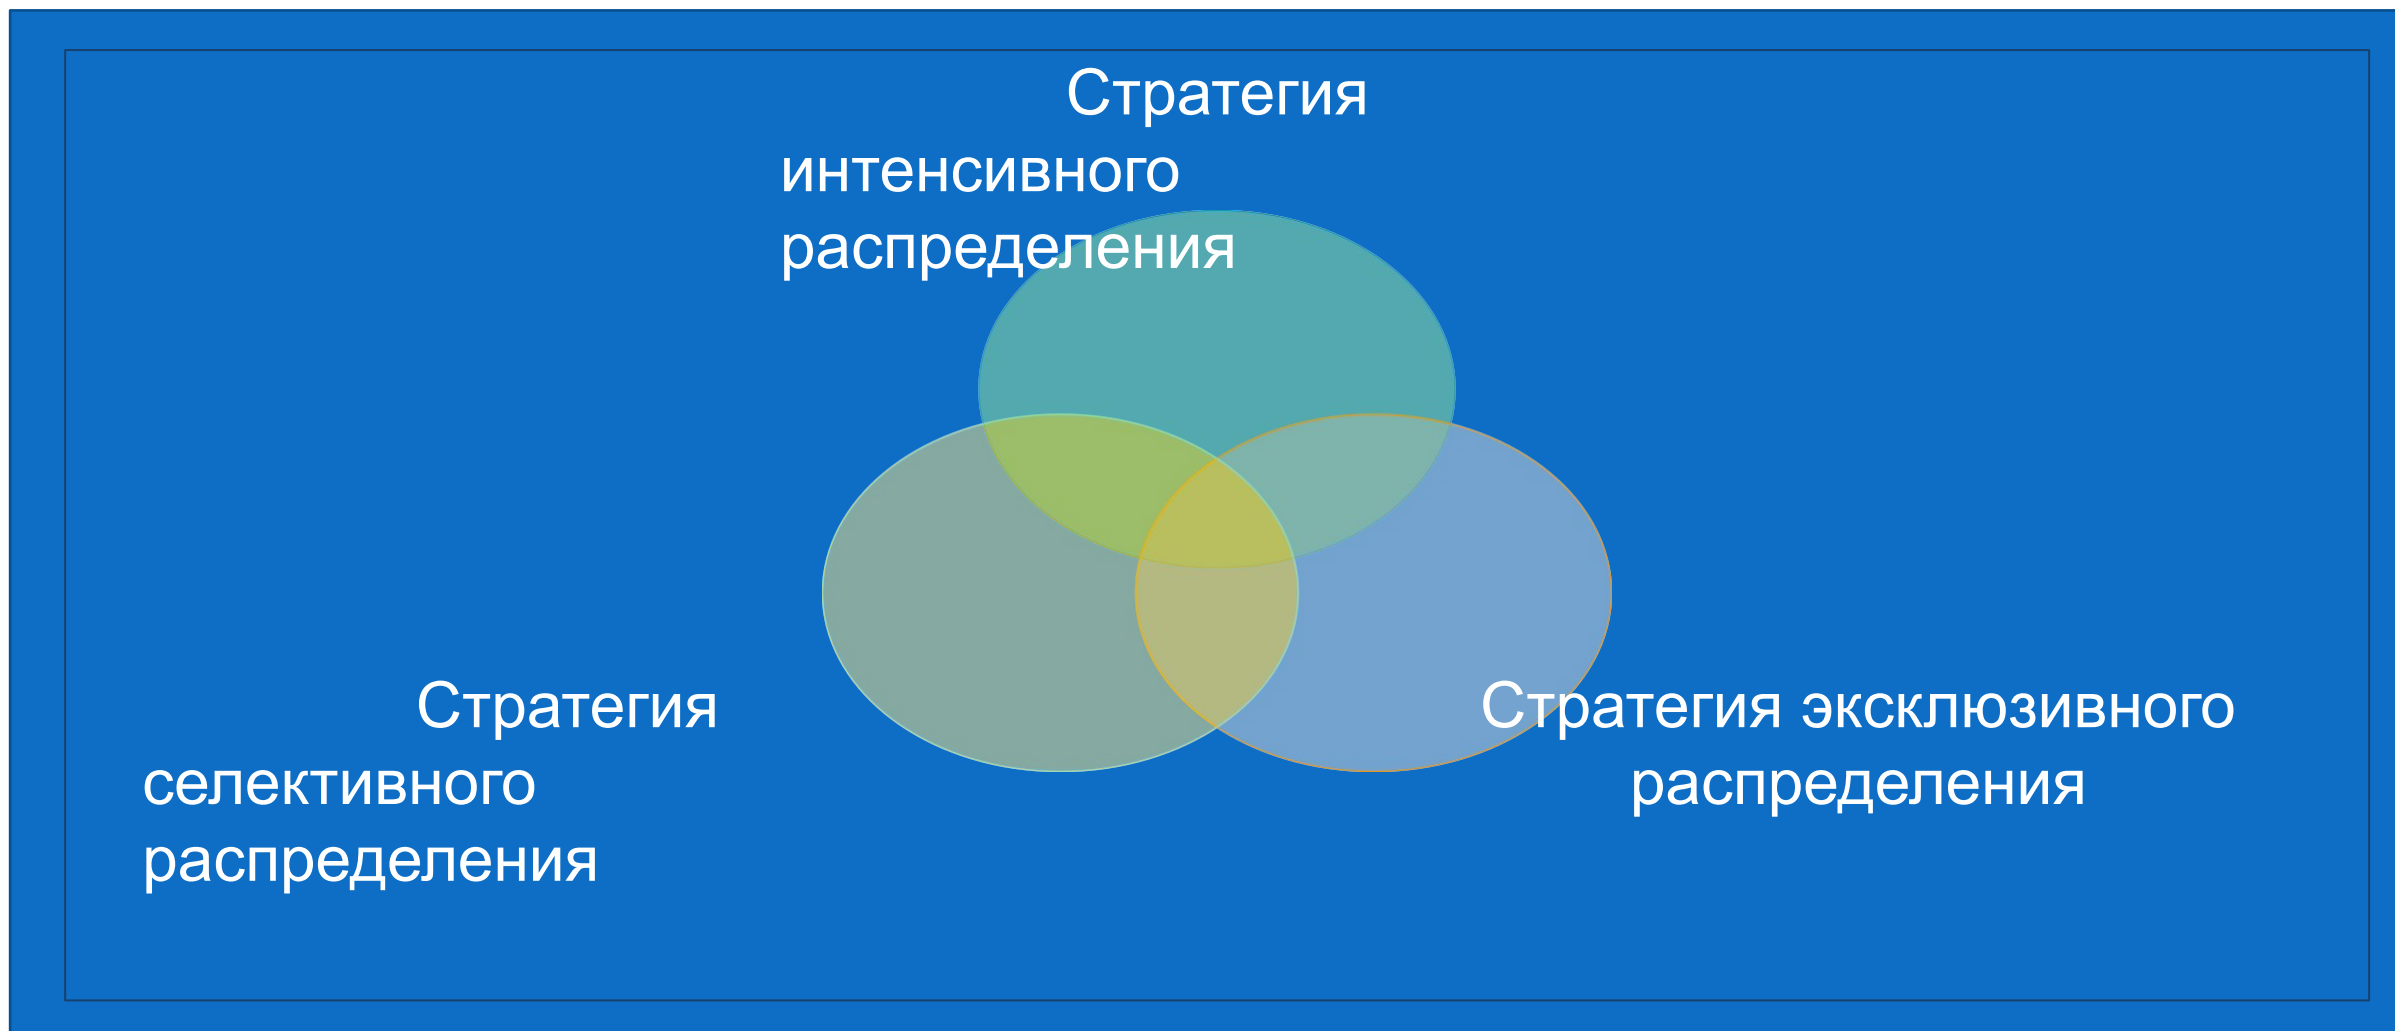 Стратегия
интенсивного
распределения
Стратегия
селективного
распределения
Стратегия эксклюзивного
распределения